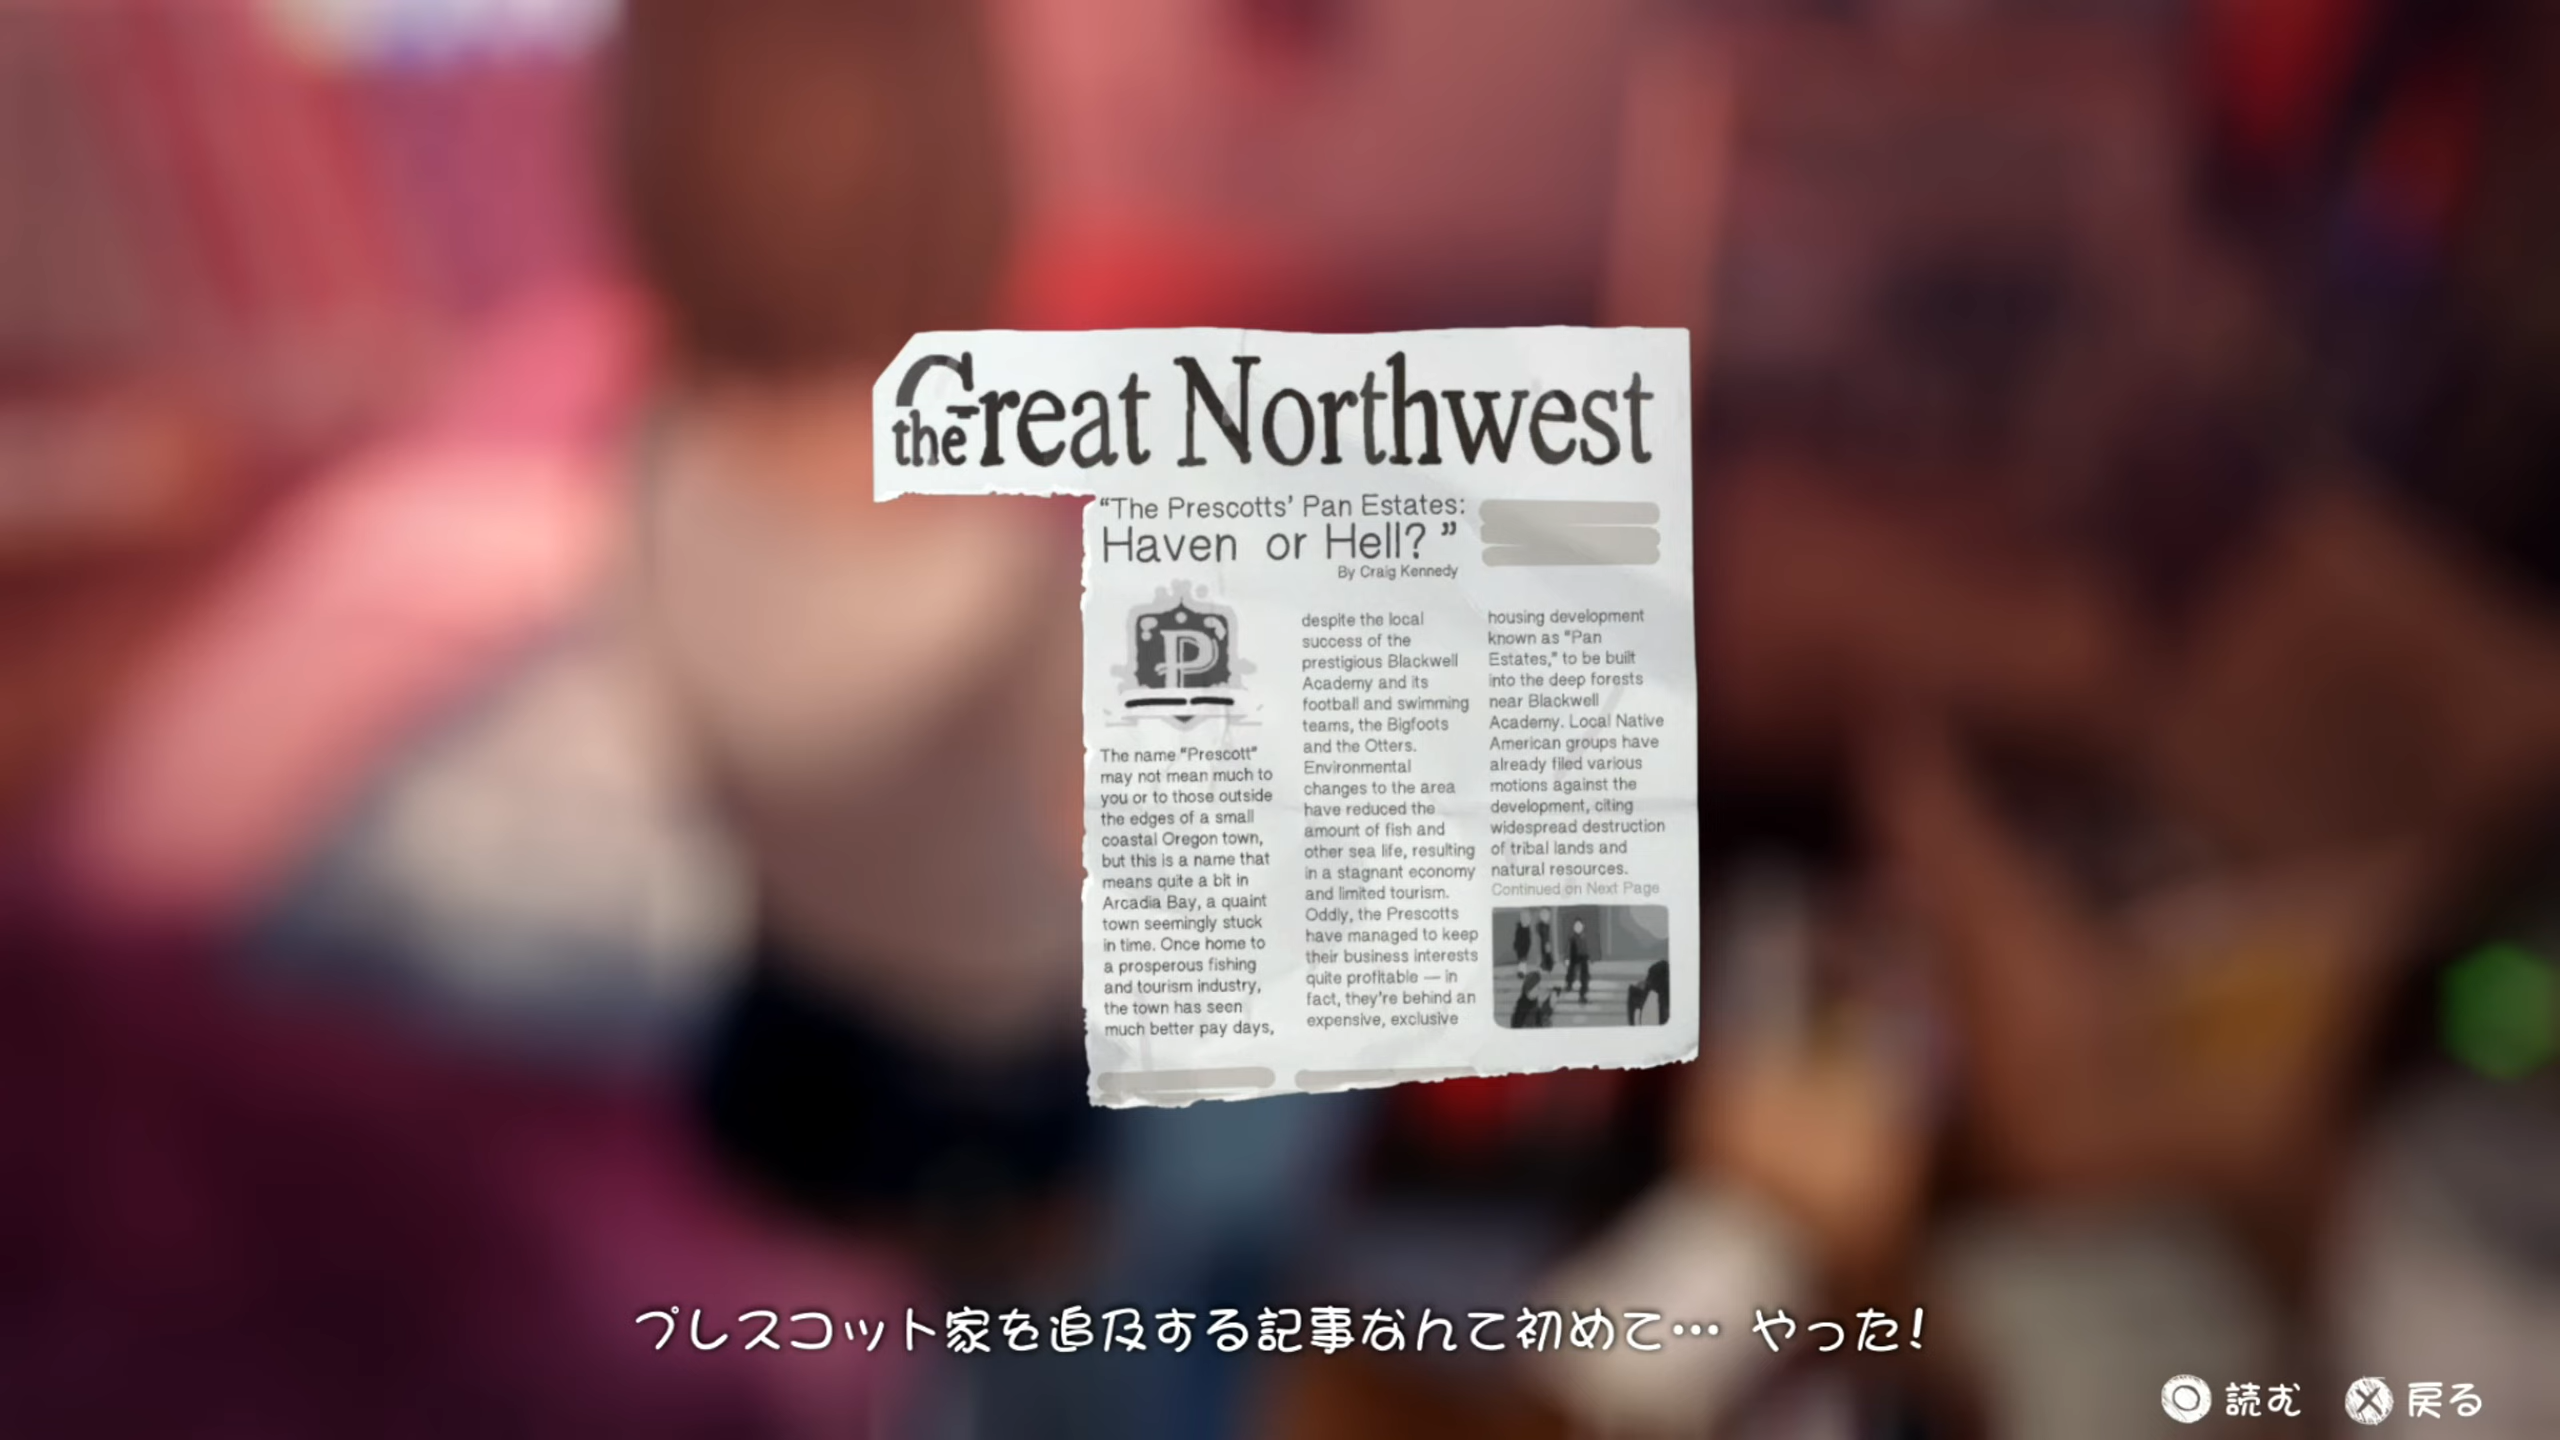 the Great Northwest
“The Prescotts’ Pan Estates:
Haven or Hell? ”
By Craig Kennedy
P
The name "Prescott"
may not mean much to
you or to those outside
the edges of a small
coastal Oregon town,
but this is a name that
means quite a bit in
Arcadia Bay, a quaint
town seemingly stuck
in time. Once home to
a prosperous fishing
and tourism industry,
the town has seen
much better pay days,
despite the local
success of the
prestigious Blackwell
Academy and its
football and swimming
teams, the Bigfoots
and the Otters.
Environmental
changes to the area
have reduced the
amount of fish and
other sea life, resulting
in a stagnant economy
and limited tourism.
Oddly, the Prescotts
have managed to keep
their business interests
quite profitable — in
fact, they're behind an
expensive, exclusive
housing development
known as "Pan
Estates," to be built
into the deep forests
near Blackwell
Academy. Local Native
American groups have
already filed various
motions against the
development, citing
widespread destruction
of tribal lands and
natural resources.
Continued on Next Page
プレスコット家を追及する記事なんて初めて… やった!
読む 戻る